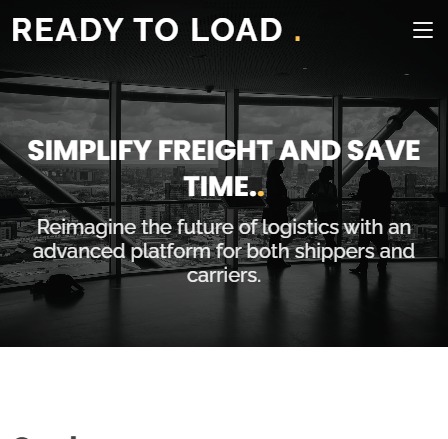 READY TO LOAD .
SIMPLIFY FREIGHT AND SAVE
TIME..
Reimagine the future of logistics with an
advanced platform for both shippers and
carriers.